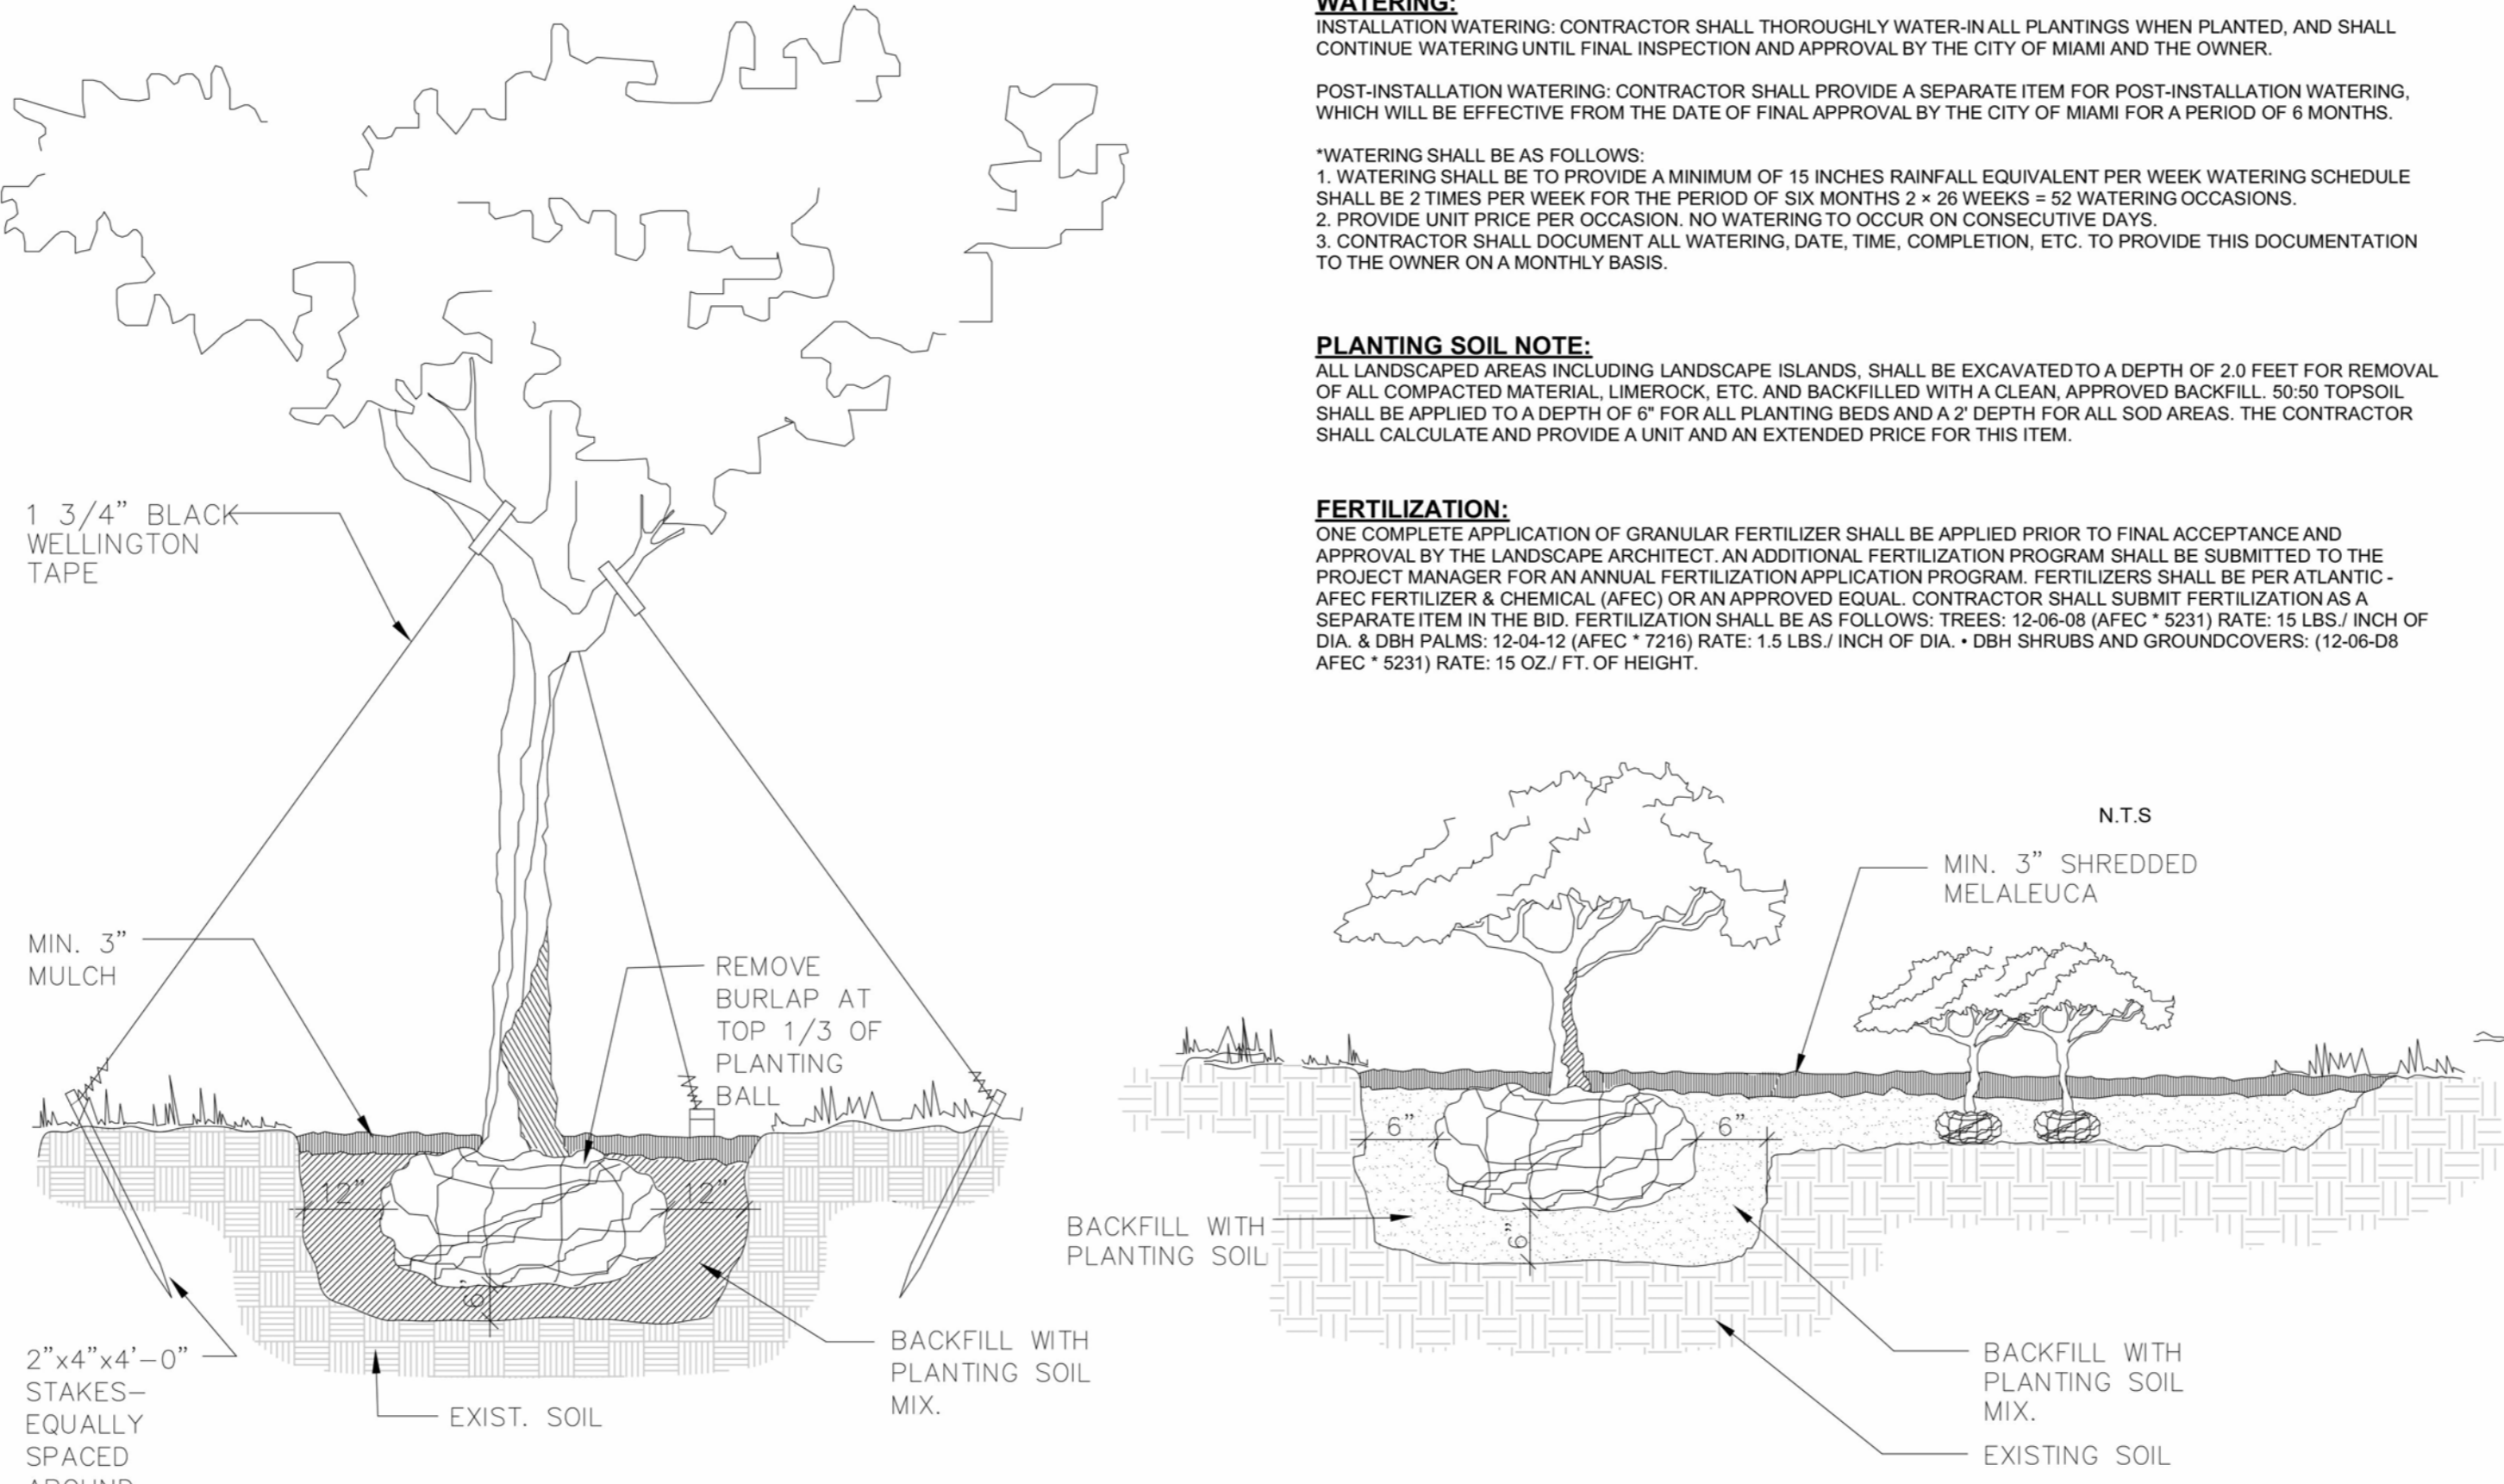 WATERING:
INSTALLATION WATERING: CONTRACTOR SHALL THOROUGHLY WATER-IN ALL PLANTINGS WHEN PLANTED, AND SHALL
CONTINUE WATERING UNTIL FINAL INSPECTION AND APPROVAL BY THE CITY OF MIAMI AND THE OWNER.
POST-INSTALLATION WATERING: CONTRACTOR SHALL PROVIDE A SEPARATE ITEM FOR POST-INSTALLATION WATERING,
WHICH WILL BE EFFECTIVE FROM THE DATE OF FINAL APPROVAL BY THE CITY OF MIAMI FOR A PERIOD OF 6 MONTHS.
*WATERING SHALL BE AS FOLLOWS:
1. WATERING SHALL BE TO PROVIDE A MINIMUM OF 15 INCHES RAINFALL EQUIVALENT PER WEEK WATERING SCHEDULE
SHALL BE 2 TIMES PER WEEK FOR THE PERIOD OF SIX MONTHS 2 × 26 WEEKS = 52 WATERING OCCASIONS.
2. PROVIDE UNIT PRICE PER OCCASION. NO WATERING TO OCCUR ON CONSECUTIVE DAYS.
3. CONTRACTOR SHALL DOCUMENT ALL WATERING, DATE, TIME, COMPLETION, ETC. TO PROVIDE THIS DOCUMENTATION
TO THE OWNER ON A MONTHLY BASIS.
PLANTING SOIL NOTE:
ALL LANDSCAPED AREAS INCLUDING LANDSCAPE ISLANDS, SHALL BE EXCAVATED TO A DEPTH OF 2.0 FEET FOR REMOVAL
OF ALL COMPACTED MATERIAL, LIMEROCK, ETC. AND BACKFILLED WITH A CLEAN, APPROVED BACKFILL. 50:50 TOPSOIL
SHALL BE APPLIED TO A DEPTH OF 6" FOR ALL PLANTING BEDS AND A 2' DEPTH FOR ALL SOD AREAS. THE CONTRACTOR
SHALL CALCULATE AND PROVIDE A UNIT AND AN EXTENDED PRICE FOR THIS ITEM.
FERTILIZATION:
ONE COMPLETE APPLICATION OF GRANULAR FERTILIZER SHALL BE APPLIED PRIOR TO FINAL ACCEPTANCE AND
APPROVAL BY THE LANDSCAPE ARCHITECT. AN ADDITIONAL FERTILIZATION PROGRAM SHALL BE SUBMITTED TO THE
PROJECT MANAGER FOR AN ANNUAL FERTILIZATION APPLICATION PROGRAM. FERTILIZERS SHALL BE PER ATLANTIC -
AFEC FERTILIZER & CHEMICAL (AFEC) OR AN APPROVED EQUAL. CONTRACTOR SHALL SUBMIT FERTILIZATION AS A
SEPARATE ITEM IN THE BID. FERTILIZATION SHALL BE AS FOLLOWS: TREES: 12-06-08 (AFEC * 5231) RATE: 15 LBS./ INCH OF
DIA. & DBH PALMS: 12-04-12 (AFEC * 7216) RATE: 1.5 LBS./ INCH OF DIA. • DBH SHRUBS AND GROUNDCOVERS: (12-06-D8
AFEC * 5231) RATE: 15 OZ./ FT. OF HEIGHT.
1 3/4” BLACK
WELLINGTON
TAPE
MIN. 3”
MULCH
REMOVE
BURLAP AT
TOP 1/3 OF
PLANTING
BALL
12”
12”
6”
2”x4”x4'-0”
STAKES-
EQUALLY
SPACED
AROUND
EXIST. SOIL
BACKFILL WITH
PLANTING SOIL
MIX.
N.T.S
MIN. 3” SHREDDED
MELALEUCA
6”
6”
6”
BACKFILL WITH
PLANTING SOIL
BACKFILL WITH
PLANTING SOIL
MIX.
EXISTING SOIL